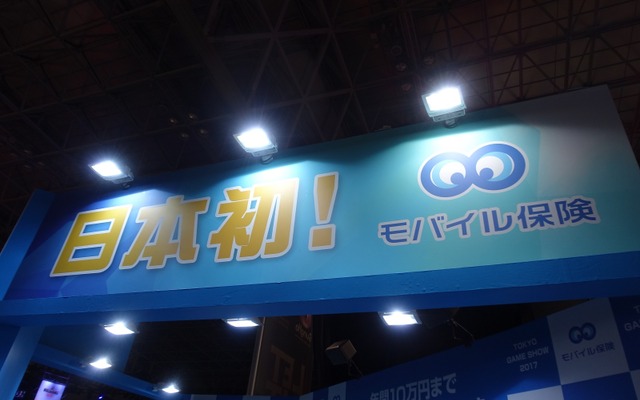 日本初!
モバイル保険
TOKYO
GAME SHOW
2017
モバイル保険
年間10万円まで